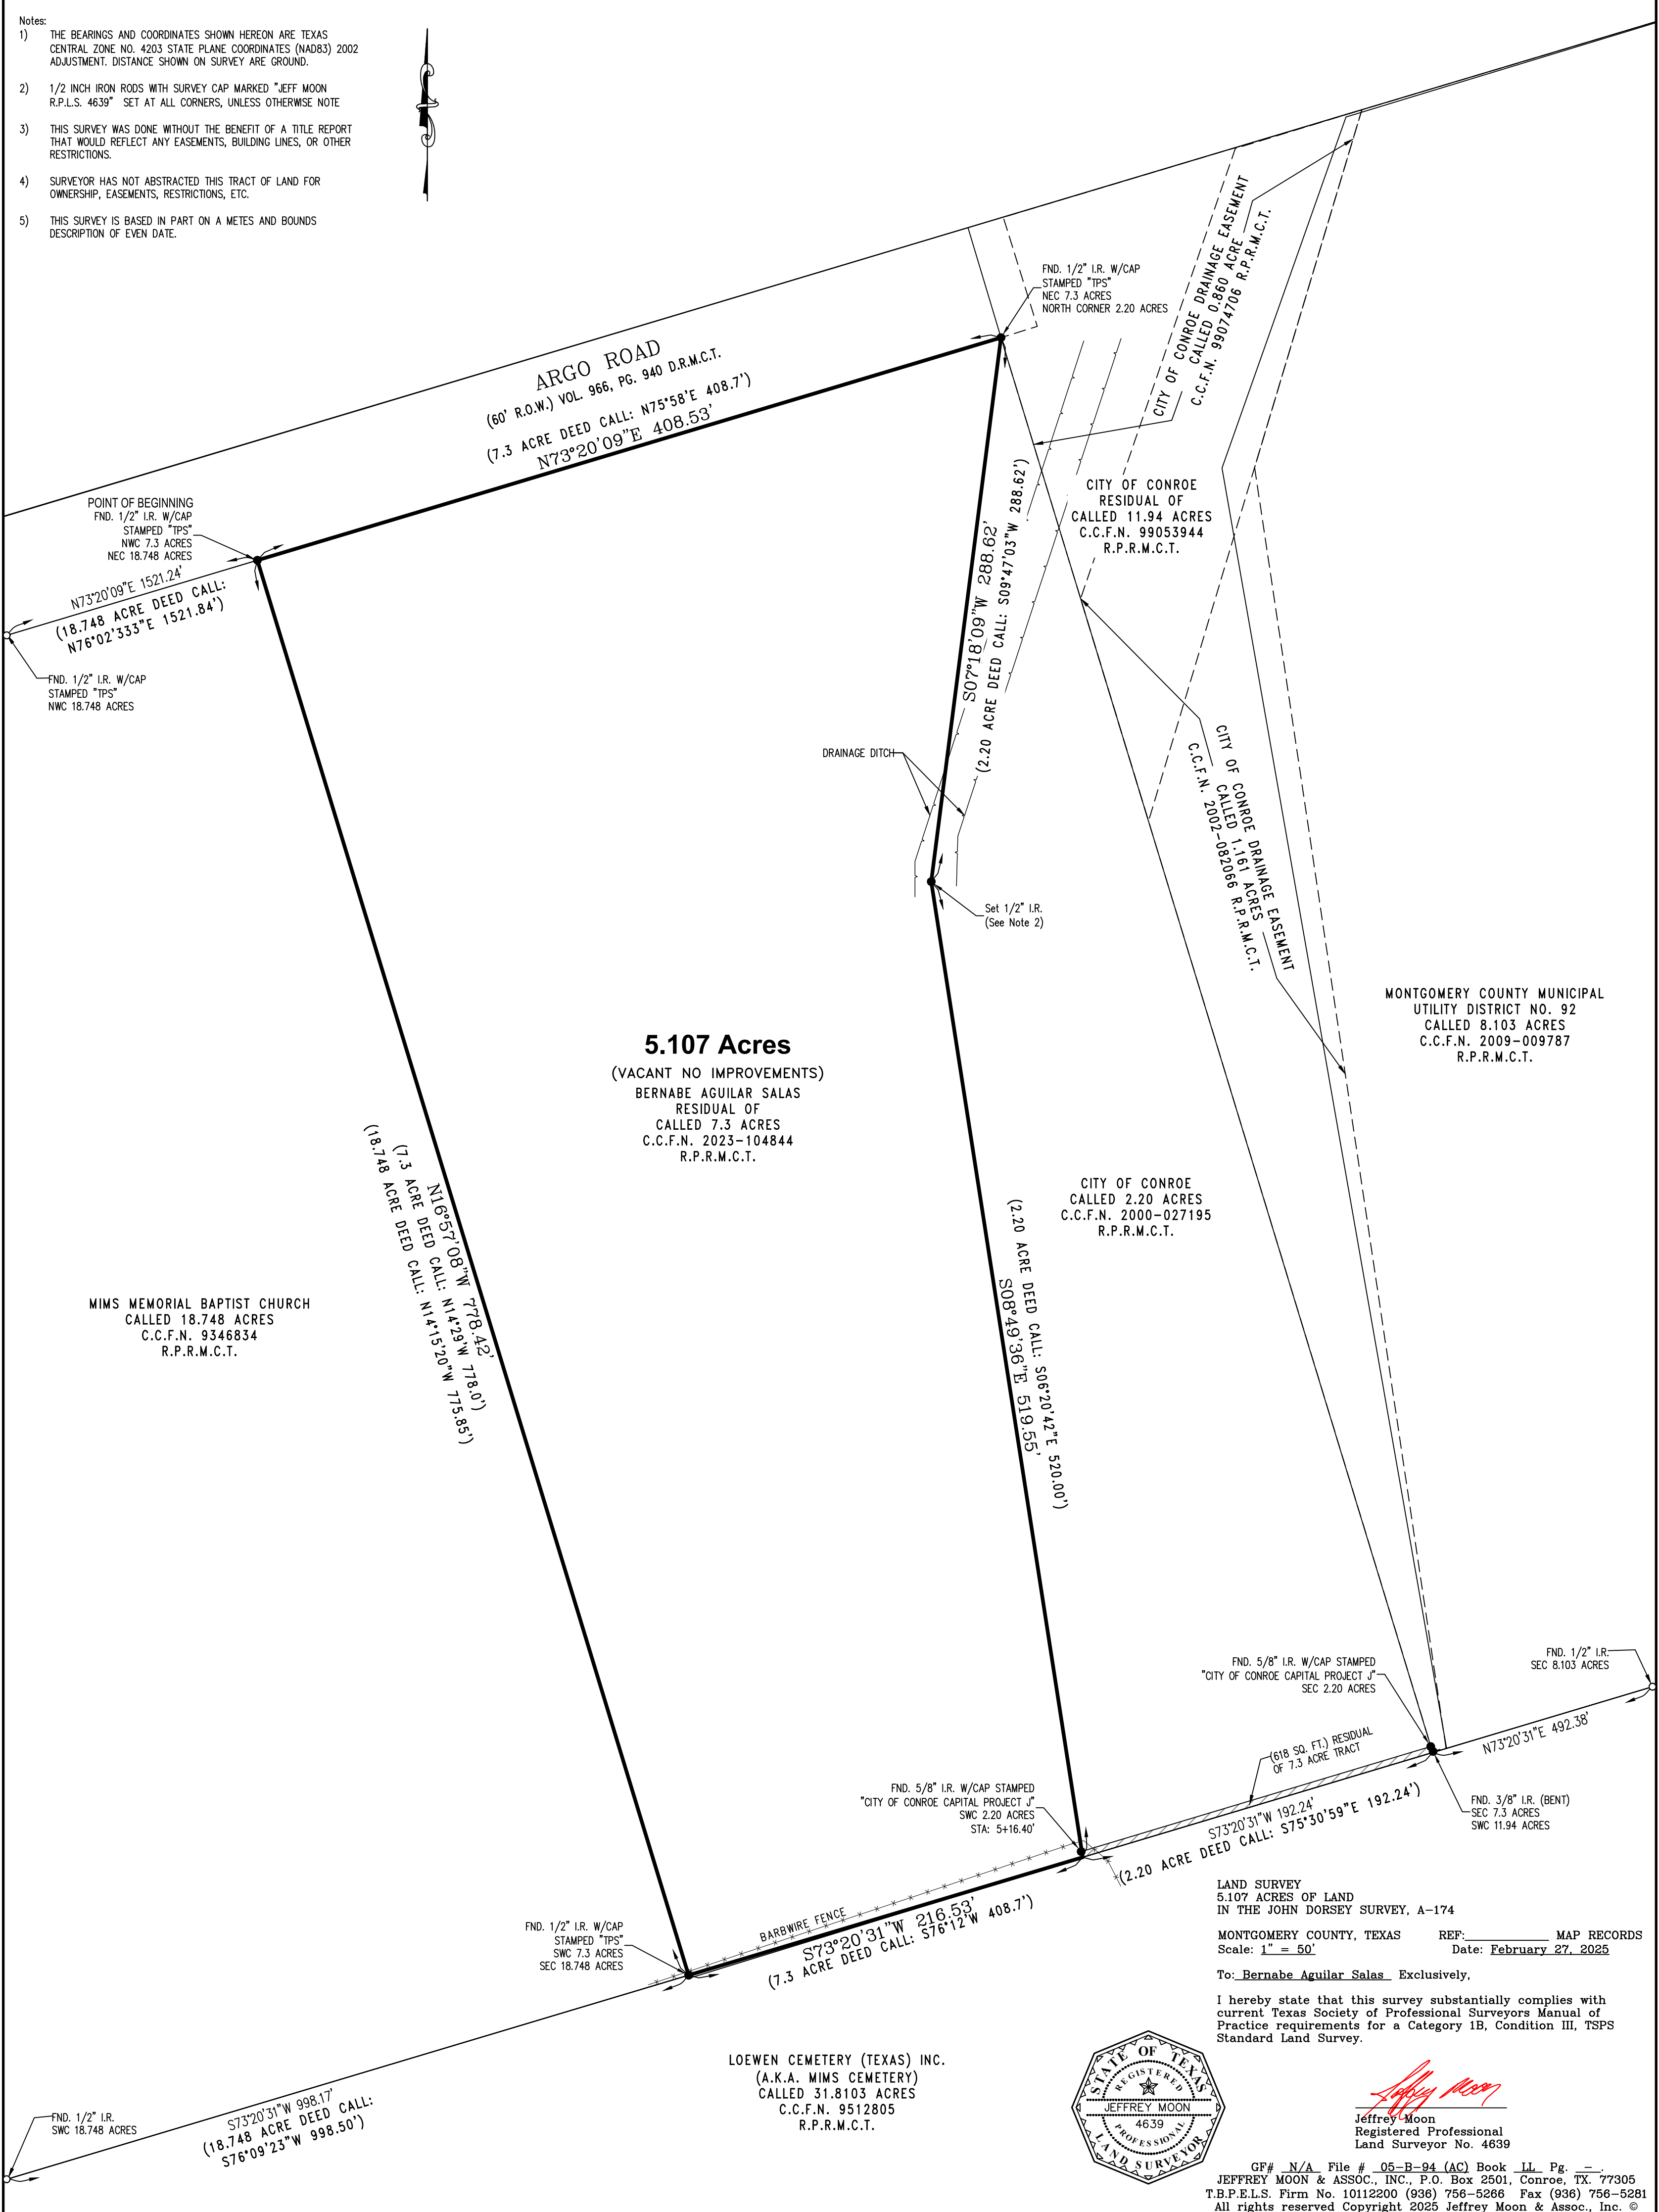 Notes:
1) THE BEARINGS AND COORDINATES SHOWN HEREON ARE TEXAS
CENTRAL ZONE NO. 4203 STATE PLANE COORDINATES (NAD83) 2002
ADJUSTMENT. DISTANCE SHOWN ON SURVEY ARE GROUND.
2) 1/2 INCH IRON RODS WITH SURVEY CAP MARKED "JEFF MOON
R.P.L.S. 4639" SET AT ALL CORNERS, UNLESS OTHERWISE NOTE
3) THIS SURVEY WAS DONE WITHOUT THE BENEFIT OF A TITLE REPORT
THAT WOULD REFLECT ANY EASEMENTS, BUILDING LINES, OR OTHER
RESTRICTIONS.
4) SURVEYOR HAS NOT ABSTRACTED THIS TRACT OF LAND FOR
OWNERSHIP, EASEMENTS, RESTRICTIONS, ETC.
5) THIS SURVEY IS BASED IN PART ON A METES AND BOUNDS
DESCRIPTION OF EVEN DATE.
CITY OF CONROE DRAINAGE EASEMENT
CALLED 0.860 ACRE
C.C.F.N. 99074706 R.P.R.M.C.T.
FND. 1/2" I.R. W/CAP
STAMPED "TPS"
NEC 7.3 ACRES
NORTH CORNER 2.20 ACRES
ARGO ROAD
(60' R.O.W.) VOL. 966, PG. 940 D.R.M.C.T.
(7.3 ACRE DEED CALL: N75°58'E 408.7')
N73°20'09"E 408.53'
CITY OF CONROE
RESIDUAL OF
CALLED 11.94 ACRES
C.C.F.N. 99053944
R.P.R.M.C.T.
POINT OF BEGINNING
FND. 1/2" I.R. W/CAP
STAMPED "TPS"
NWC 7.3 ACRES
NEC 18.748 ACRES
N73°20'09"E 1521.24'
(18.748 ACRE DEED CALL:
N76°02'333"E 1521.84')
FND. 1/2" I.R. W/CAP
STAMPED "TPS"
NWC 18.748 ACRES
S07°18'09"W 288.62'
(2.20 ACRE DEED CALL: S09°47'03"W 288.62')
DRAINAGE DITCH
CITY OF CONROE DRAINAGE EASEMENT
CALLED 1.161 ACRES
C.C.F.N. 2002-082066 R.P.R.M.C.T.
Set 1/2" I.R.
(See Note 2)
MONTGOMERY COUNTY MUNICIPAL
UTILITY DISTRICT NO. 92
CALLED 8.103 ACRES
C.C.F.N. 2009-009787
R.P.R.M.C.T.
5.107 Acres
(VACANT NO IMPROVEMENTS)
BERNABE AGUILAR SALAS
RESIDUAL OF
CALLED 7.3 ACRES
C.C.F.N. 2023-104844
R.P.R.M.C.T.
N16°57'08"W 778.42'
(7.3 ACRE DEED CALL: N14°29'W 778.0')
(18.748 ACRE DEED CALL: N14°15'20"W 775.85')
CITY OF CONROE
CALLED 2.20 ACRES
C.C.F.N. 2000-027195
R.P.R.M.C.T.
(2.20 ACRE DEED CALL: S06°20'42"E 520.00')
S08°49'36"E 519.55'
MIMS MEMORIAL BAPTIST CHURCH
CALLED 18.748 ACRES
C.C.F.N. 9346834
R.P.R.M.C.T.
FND. 5/8" I.R. W/CAP STAMPED
"CITY OF CONROE CAPITAL PROJECT J"
SEC 2.20 ACRES
FND. 1/2" I.R.
SEC 8.103 ACRES
N73°20'31"E 492.38'
(618 SQ. FT.) RESIDUAL
OF 7.3 ACRE TRACT
FND. 5/8" I.R. W/CAP STAMPED
"CITY OF CONROE CAPITAL PROJECT J"
SWC 2.20 ACRES
STA: 5+16.40'
S73°20'31"W 192.24'
(2.20 ACRE DEED CALL: S75°30'59"E 192.24')
FND. 3/8" I.R. (BENT)
SEC 7.3 ACRES
SWC 11.94 ACRES
BARBWIRE FENCE
S73°20'31"W 216.53'
(7.3 ACRE DEED CALL: S76°12'W 408.7')
FND. 1/2" I.R. W/CAP
STAMPED "TPS"
SWC 7.3 ACRES
SEC 18.748 ACRES
LAND SURVEY
5.107 ACRES OF LAND
IN THE JOHN DORSEY SURVEY, A-174
MONTGOMERY COUNTY, TEXAS REF: MAP RECORDS
Scale: 1" = 50' Date: February 27, 2025
To: Bernabe Aguilar Salas Exclusively,
I hereby state that this survey substantially complies with
current Texas Society of Professional Surveyors Manual of
Practice requirements for a Category 1B, Condition III, TSPS
Standard Land Survey.
LOEWEN CEMETERY (TEXAS) INC.
(A.K.A. MIMS CEMETERY)
CALLED 31.8103 ACRES
C.C.F.N. 9512805
R.P.R.M.C.T.
STATE OF TEXAS
REGISTERED
JEFFREY MOON
4639
PROFESSIONAL
LAND SURVEYOR
Jeffrey Moon
Jeffrey Moon
Registered Professional
Land Surveyor No. 4639
FND. 1/2" I.R.
SWC 18.748 ACRES
S73°20'31"W 998.17'
(18.748 ACRE DEED CALL:
S76°09'23"W 998.50')
GF# N/A File # 05-B-94 (AC) Book LL Pg. - .
JEFFREY MOON & ASSOC., INC., P.O. Box 2501, Conroe, TX. 77305
T.B.P.E.L.S. Firm No. 10112200 (936) 756-5266 Fax (936) 756-5281
All rights reserved Copyright 2025 Jeffrey Moon & Assoc., Inc. ©